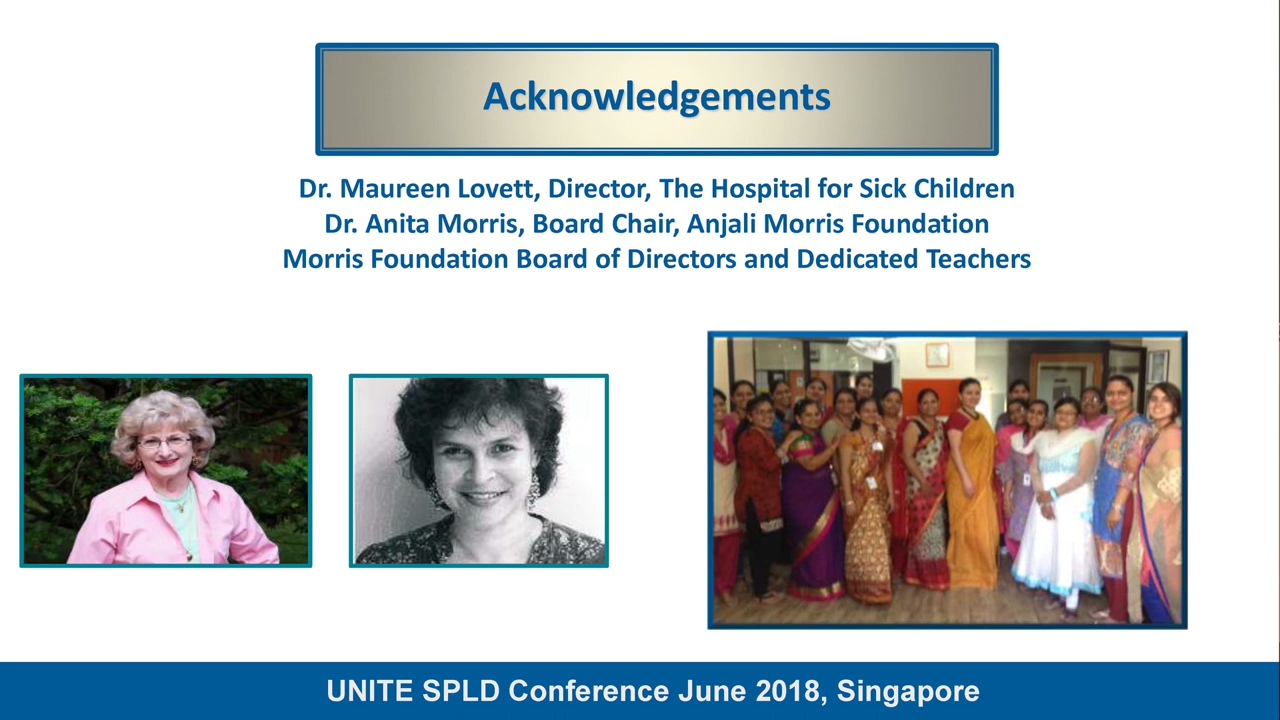 Acknowledgements
Dr. Maureen Lovett, Director, The Hospital for Sick Children
Dr. Anita Morris, Board Chair, Anjali Morris Foundation
Morris Foundation Board of Directors and Dedicated Teachers
UNITE SPLD Conference June 2018, Singapore